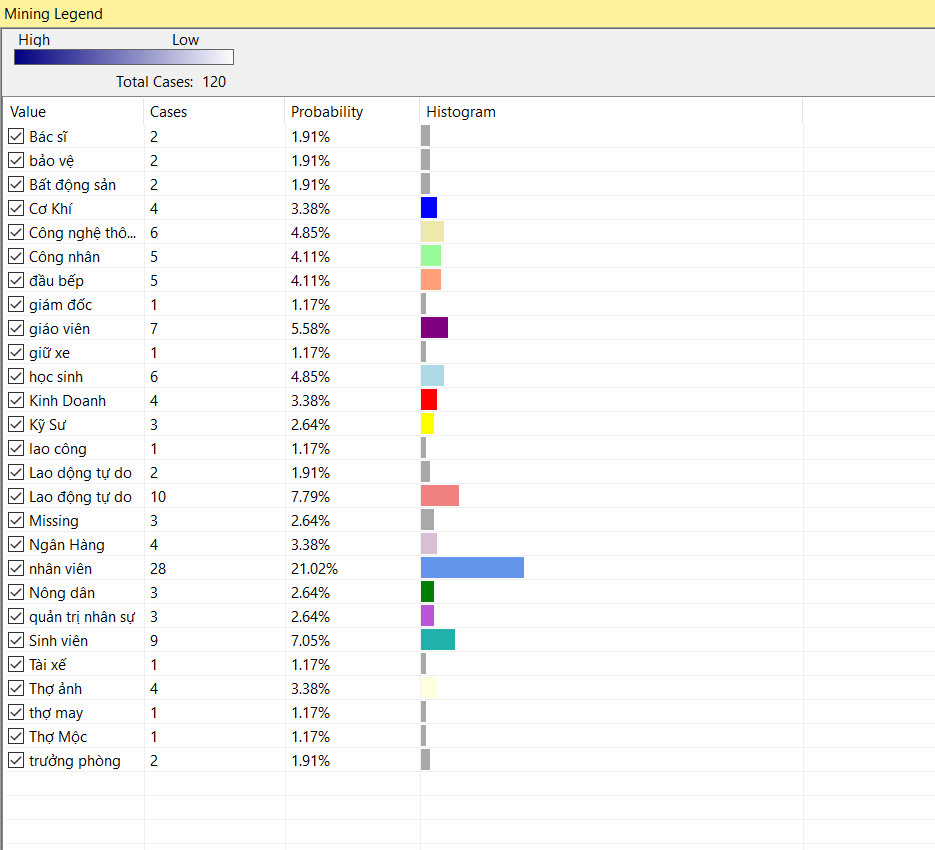 Mining Legend
High Low
Total Cases: 120
Value Cases Probability Histogram
Bác sĩ 2 1.91%
bảo vệ 2 1.91%
Bất động sản 2 1.91%
Cơ Khí 4 3.38%
Công nghệ thô... 6 4.85%
Công nhân 5 4.11%
đầu bếp 5 4.11%
giám đốc 1 1.17%
giáo viên 7 5.58%
giữ xe 1 1.17%
học sinh 6 4.85%
Kinh Doanh 4 3.38%
Kỹ Sư 3 2.64%
lao công 1 1.17%
Lao dộng tự do 2 1.91%
Lao động tự do 10 7.79%
Missing 3 2.64%
Ngân Hàng 4 3.38%
nhân viên 28 21.02%
Nông dân 3 2.64%
quản trị nhân sự 3 2.64%
Sinh viên 9 7.05%
Tài xế 1 1.17%
Thợ ảnh 4 3.38%
thợ may 1 1.17%
Thợ Mộc 1 1.17%
trưởng phòng 2 1.91%